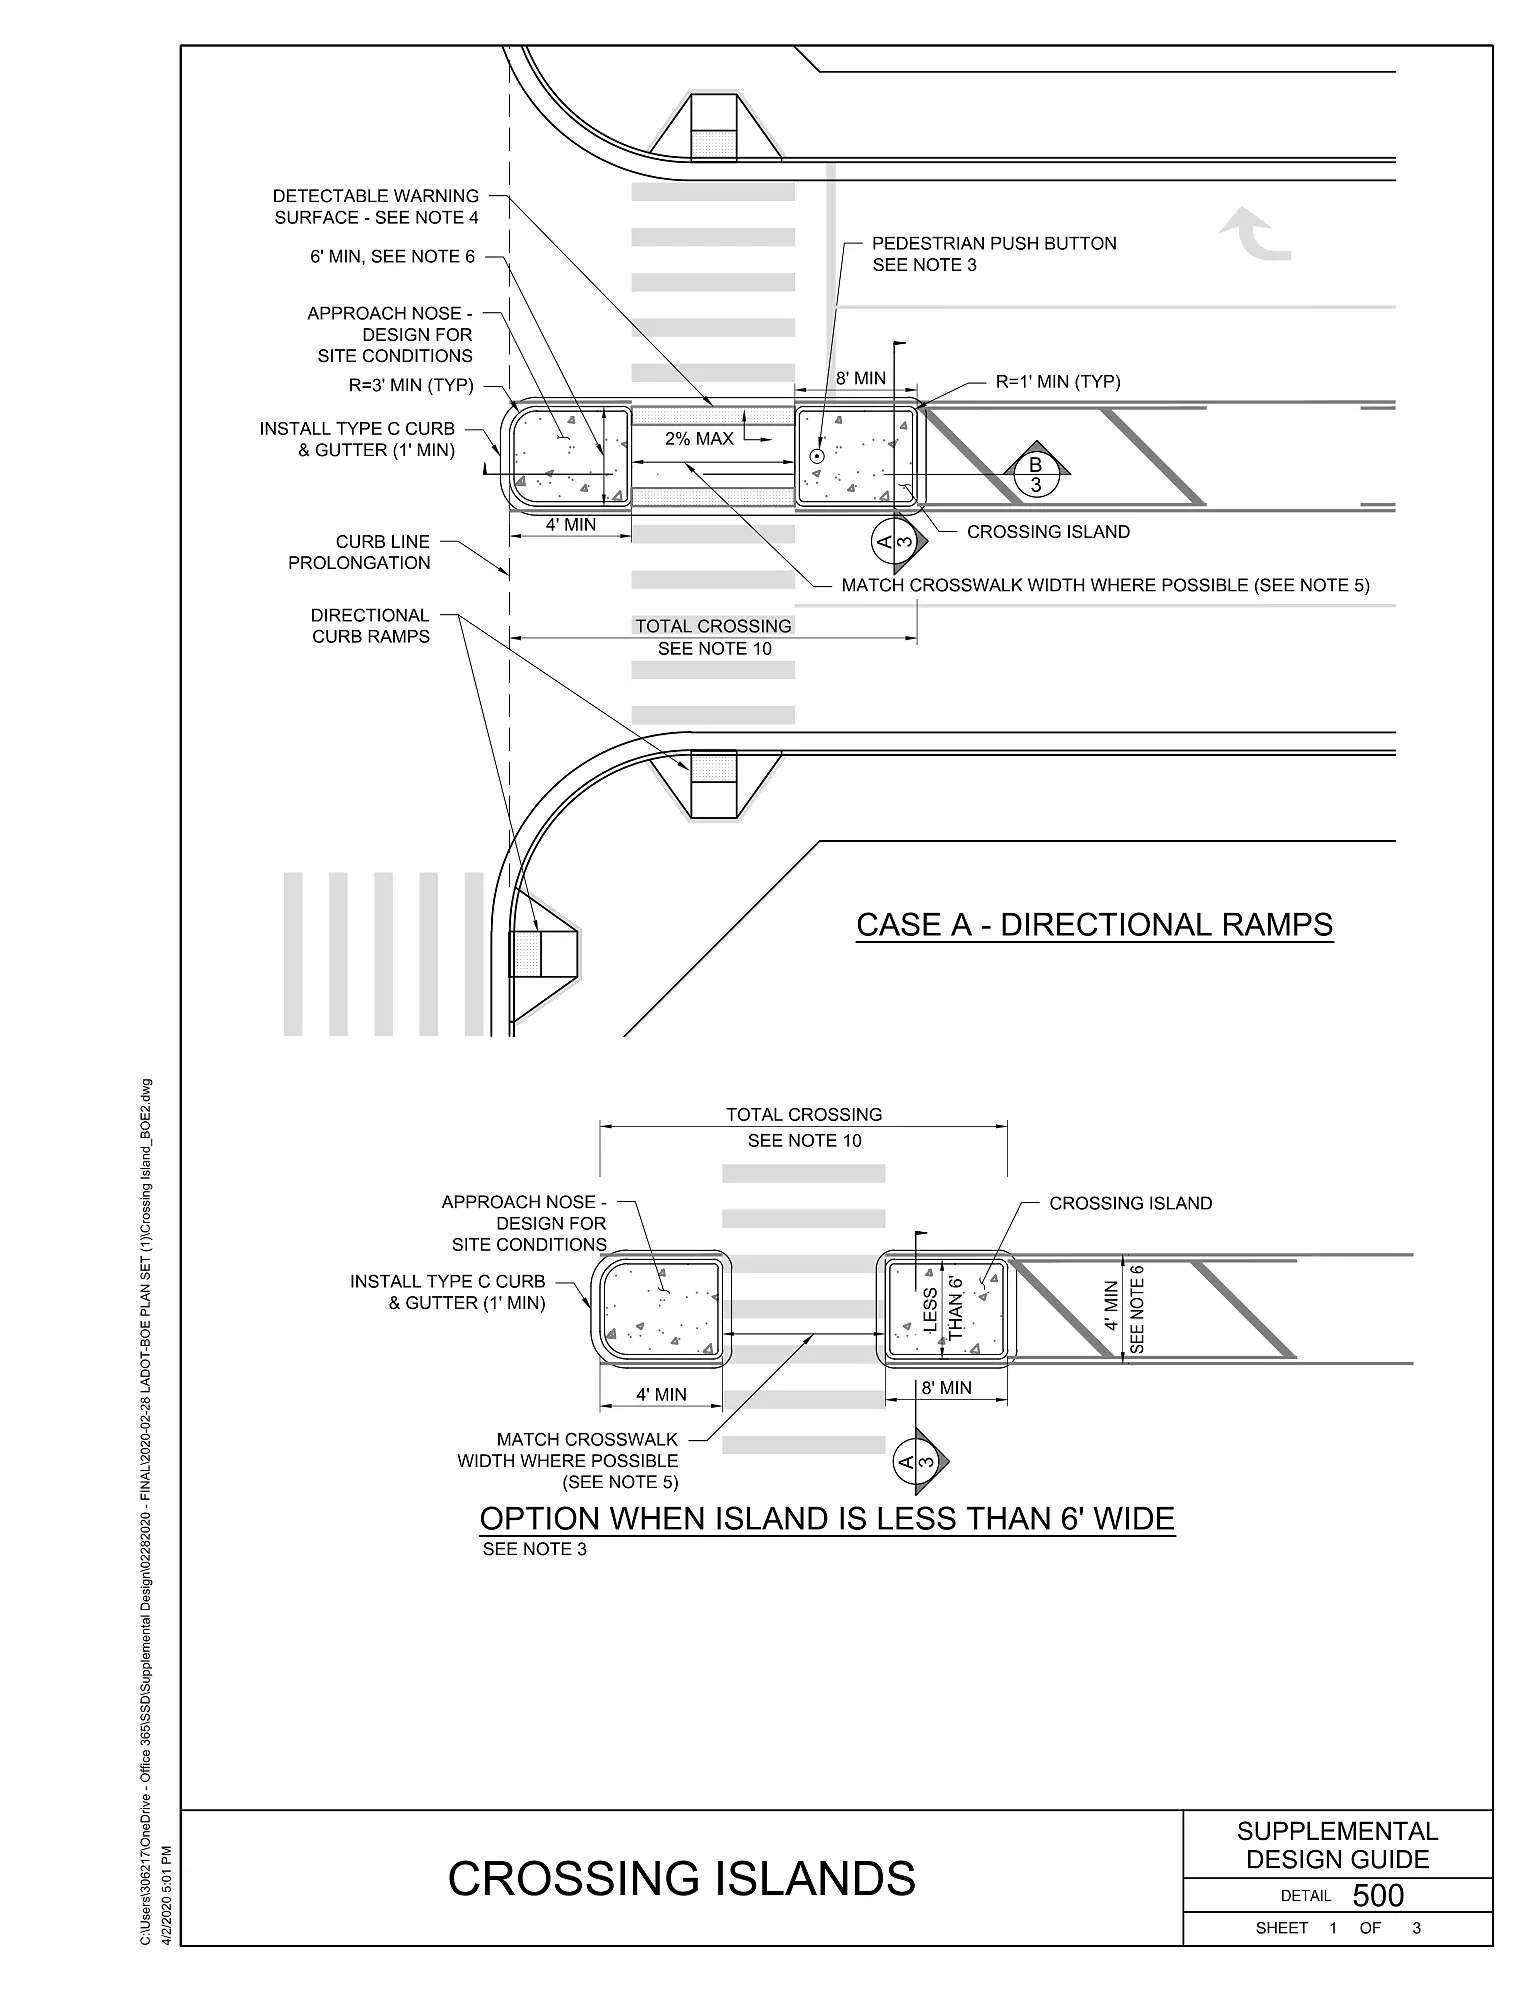 DETECTABLE WARNING
SURFACE - SEE NOTE 4
6' MIN, SEE NOTE 6
APPROACH NOSE -
DESIGN FOR
SITE CONDITIONS
R=3' MIN (TYP)
INSTALL TYPE C CURB
& GUTTER (1' MIN)
PEDESTRIAN PUSH BUTTON
SEE NOTE 3
8' MIN
R=1' MIN (TYP)
2% MAX
B
3
4' MIN
A
3
CROSSING ISLAND
CURB LINE
PROLONGATION
MATCH CROSSWALK WIDTH WHERE POSSIBLE (SEE NOTE 5)
DIRECTIONAL
CURB RAMPS
TOTAL CROSSING
SEE NOTE 10
CASE A - DIRECTIONAL RAMPS
TOTAL CROSSING
SEE NOTE 10
APPROACH NOSE -
DESIGN FOR
SITE CONDITIONS
CROSSING ISLAND
INSTALL TYPE C CURB
& GUTTER (1' MIN)
LESS
THAN 6'
4' MIN
SEE NOTE 6
4' MIN
8' MIN
MATCH CROSSWALK
WIDTH WHERE POSSIBLE
(SEE NOTE 5)
A
3
OPTION WHEN ISLAND IS LESS THAN 6' WIDE
SEE NOTE 3
C:\Users\306217\OneDrive - Office 365\SSD\Supplemental Design\02282020 - FINAL\2020-02-28 LADOT-BOE PLAN SET (1)\Crossing Island_BOE2.dwg
4/2/2020 5:01 PM
CROSSING ISLANDS
SUPPLEMENTAL
DESIGN GUIDE
DETAIL 500
SHEET 1 OF 3